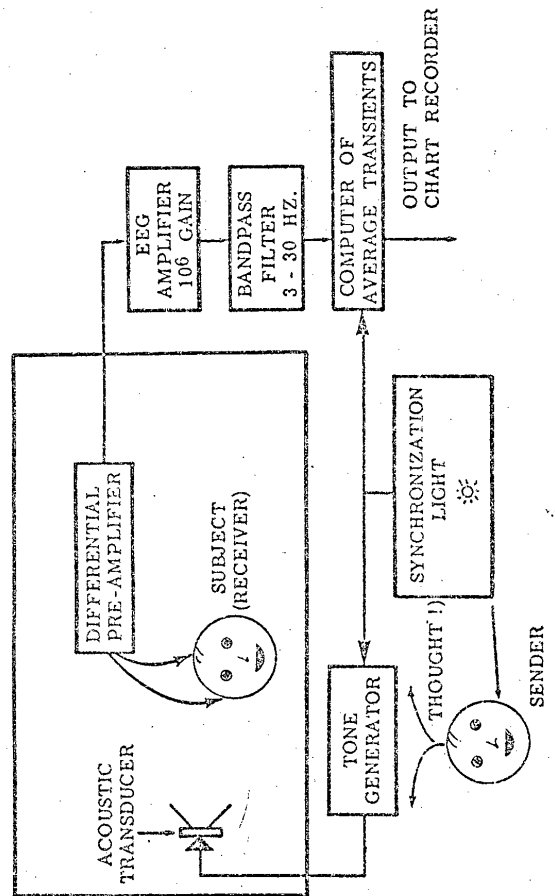 ACOUSTIC
TRANSDUCER
DIFFERENTIAL
PRE-AMPLIFIER
SUBJECT
(RECEIVER)
EEG
AMPLIFIER
10⁶ GAIN
BANDPASS
FILTER
3 - 30 HZ.
COMPUTER OF
AVERAGE TRANSIENTS
OUTPUT TO
CHART RECORDER
TONE
GENERATOR
THOUGHT !)
SYNCHRONIZATION
LIGHT
SENDER